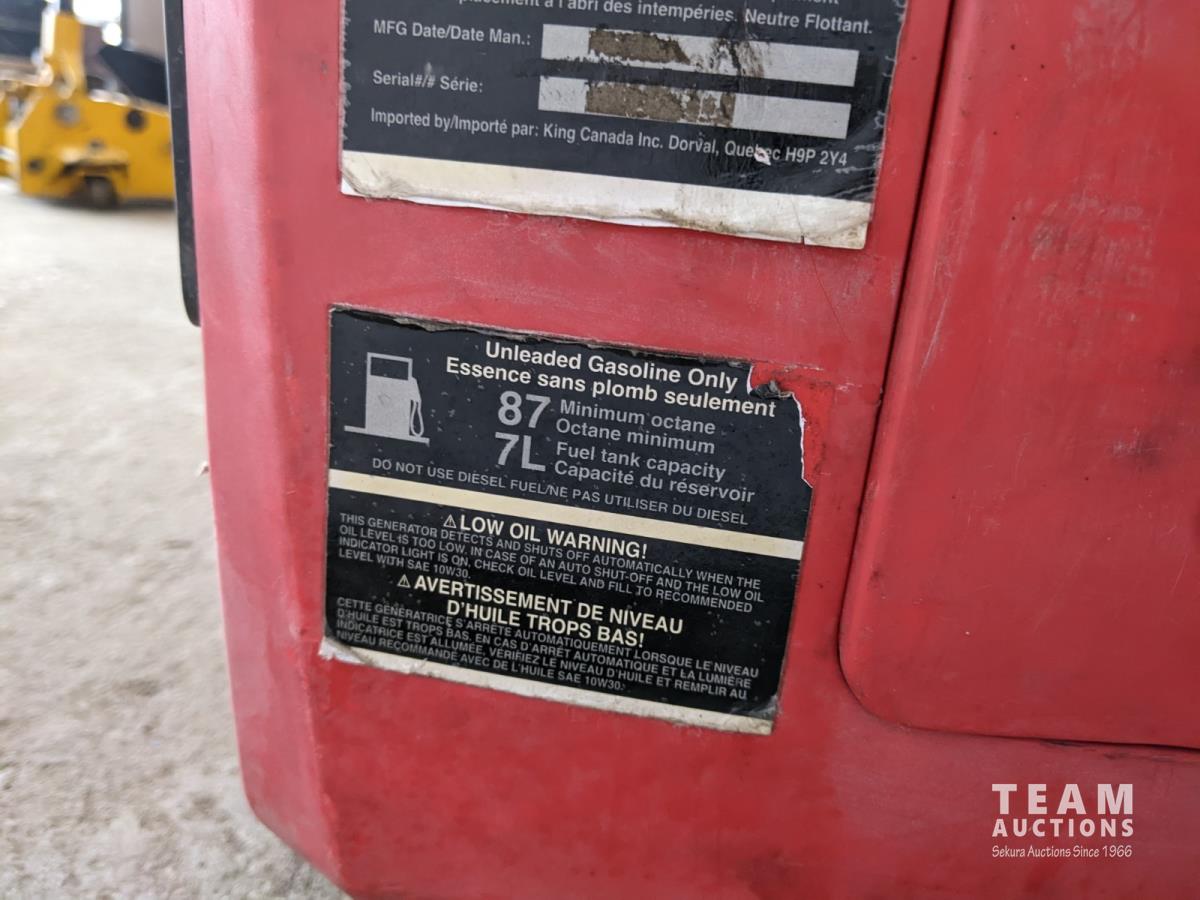 placement à l'abri des intempéries. Neutre Flottant.
MFG Date/Date Man.:
Serial#/# Série:
Imported by/Importé par: King Canada Inc. Dorval, Quebec H9P 2Y4
Unleaded Gasoline Only
Essence sans plomb seulement
87 Minimum octane
Octane minimum
7L Fuel tank capacity
Capacité du réservoir
DO NOT USE DIESEL FUEL/NE PAS UTILISER DU DIESEL
⚠LOW OIL WARNING!
THIS GENERATOR DETECTS AND SHUTS OFF AUTOMATICALLY WHEN THE
OIL LEVEL IS TOO LOW. IN CASE OF AN AUTO SHUT-OFF AND THE LOW OIL
INDICATOR LIGHT IS ON, CHECK OIL LEVEL AND FILL TO RECOMMENDED
LEVEL WITH SAE 10W30.
⚠AVERTISSEMENT DE NIVEAU
D'HUILE TROPS BAS!
CETTE GÉNÉRATRICE S'ARRÊTE AUTOMATIQUEMENT LORSQUE LE NIVEAU
D'HUILE EST TROPS BAS. EN CAS D'ARRÊT AUTOMATIQUE ET LA LUMIÈRE
INDICATRICE EST ALLUMÉE, VÉRIFIEZ LE NIVEAU D'HUILE ET REMPLIR AU
NIVEAU RECOMMANDÉ AVEC DE L'HUILE SAE 10W30.
TEAM
AUCTIONS
Sekura Auctions Since 1966